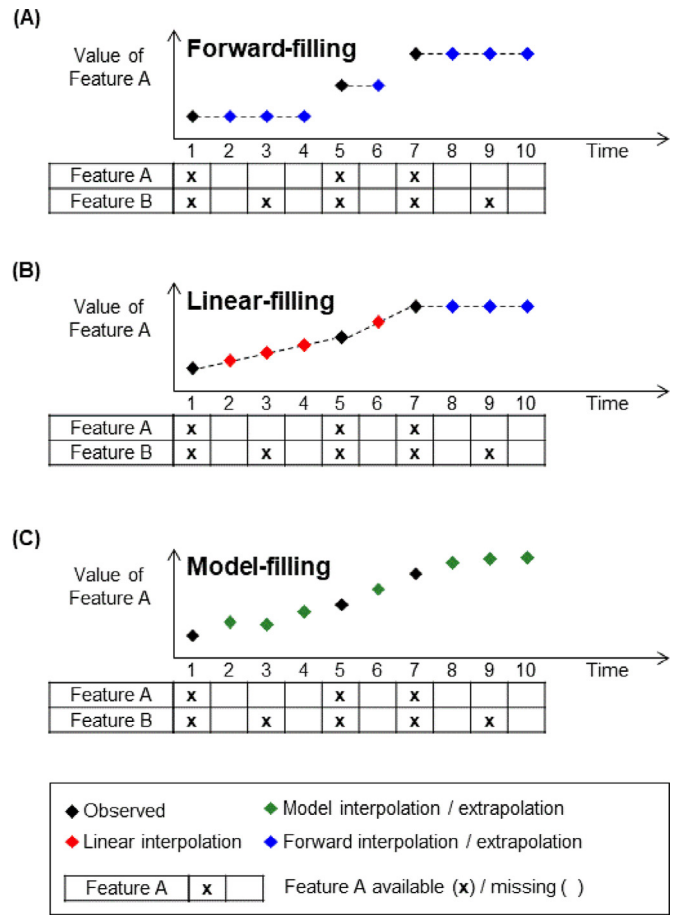 (A)
Value of
Feature A
Forward-filling
1 2 3 4 5 6 7 8 9 10 Time
Feature A x x x
Feature B x x x x x
(B)
Value of
Feature A
Linear-filling
1 2 3 4 5 6 7 8 9 10 Time
Feature A x x x
Feature B x x x x x
(C)
Value of
Feature A
Model-filling
1 2 3 4 5 6 7 8 9 10 Time
Feature A x x x
Feature B x x x x x
Observed Model interpolation / extrapolation
Linear interpolation Forward interpolation / extrapolation
Feature A x Feature A available (x) / missing ( )